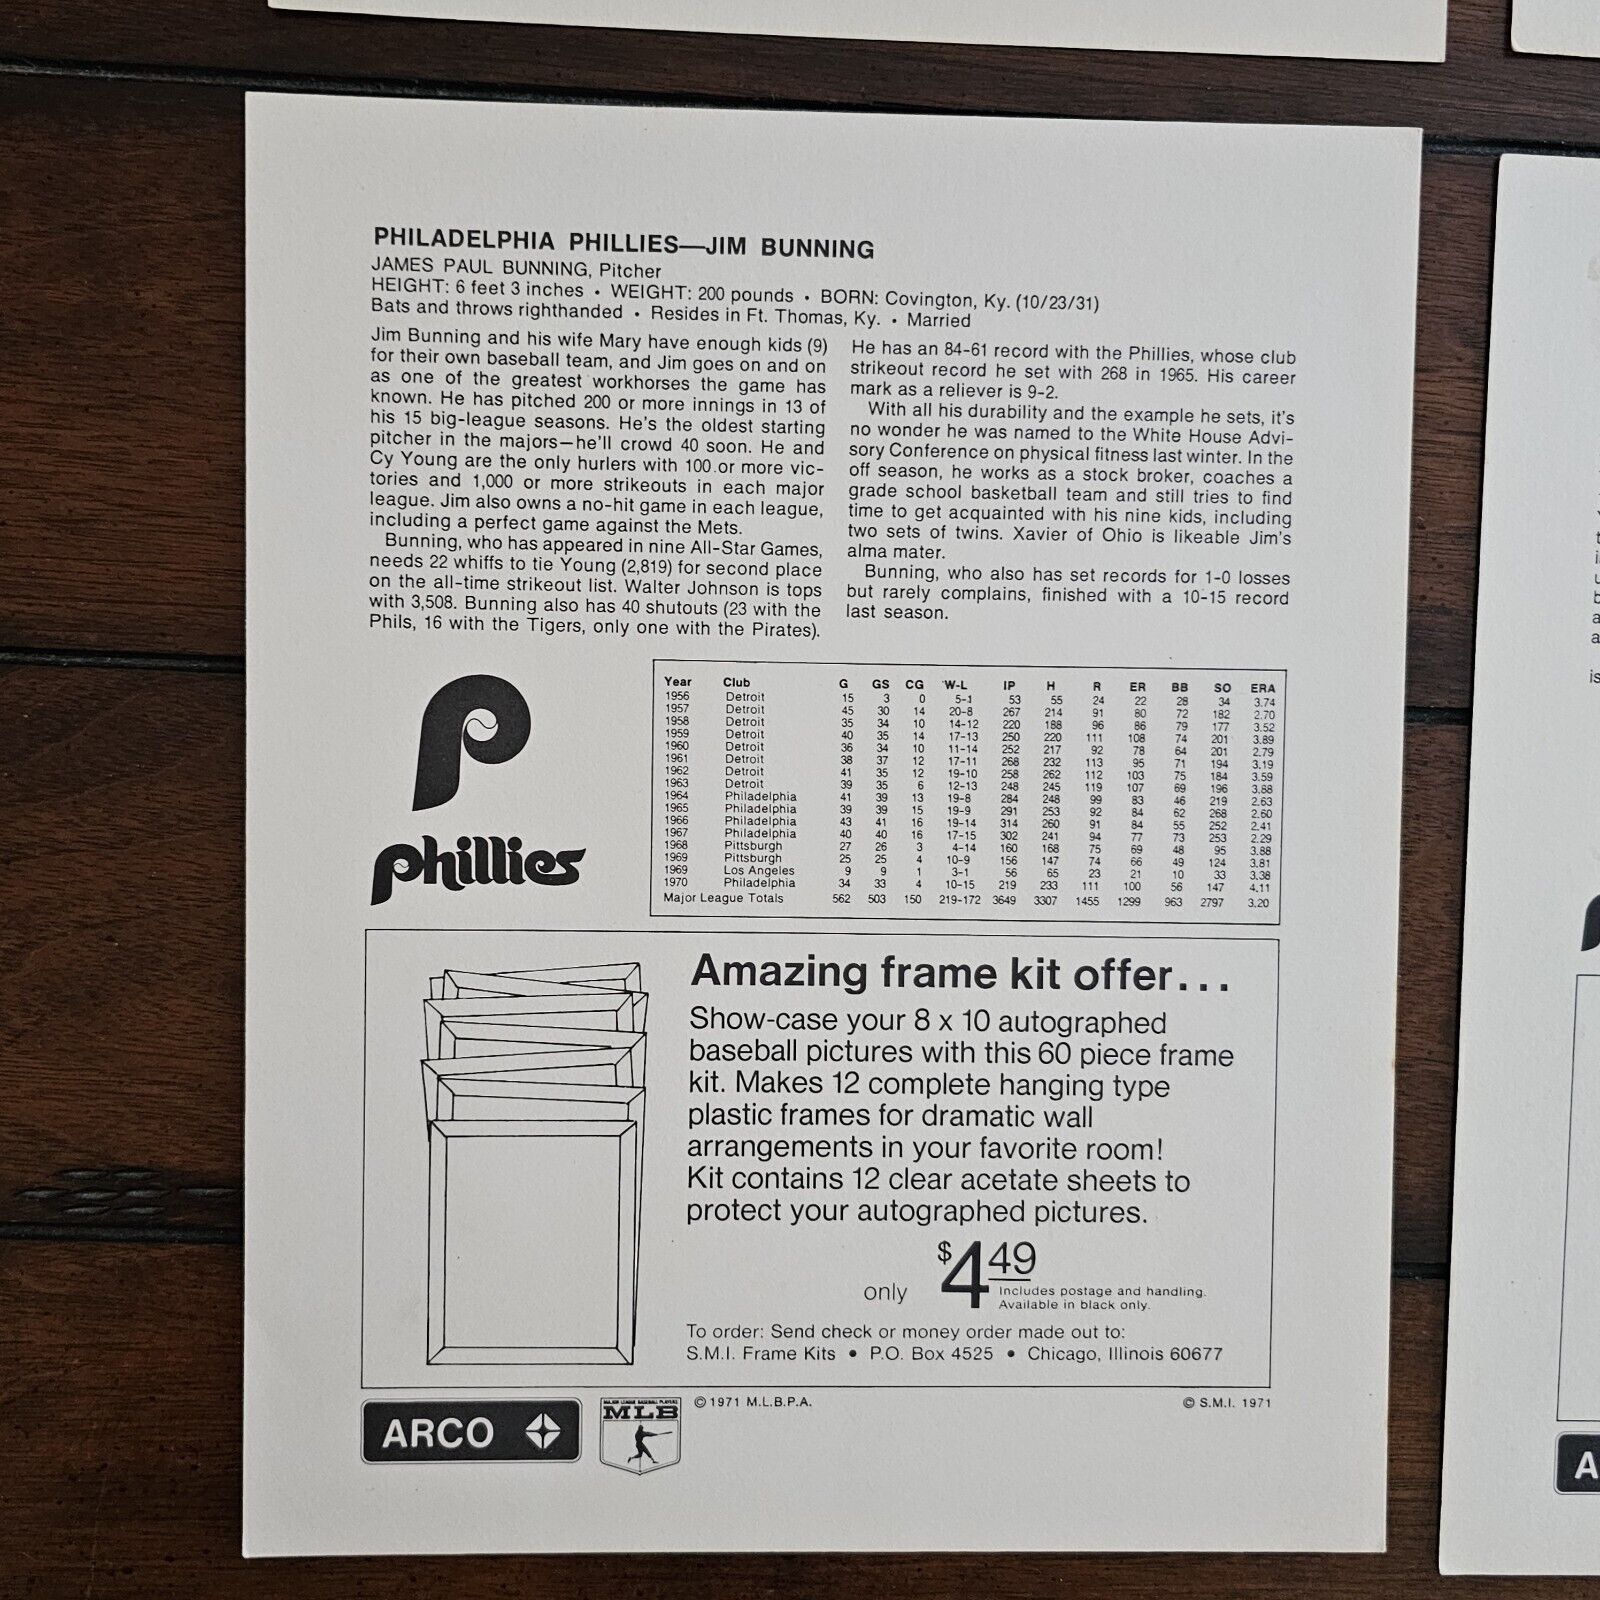 PHILADELPHIA PHILLIES—JIM BUNNING
JAMES PAUL BUNNING, Pitcher
HEIGHT: 6 feet 3 inches • WEIGHT: 200 pounds • BORN: Covington, Ky. (10/23/31)
Bats and throws righthanded • Resides in Ft. Thomas, Ky. • Married
Jim Bunning and his wife Mary have enough kids (9)
for their own baseball team, and Jim goes on and on
as one of the greatest workhorses the game has
known. He has pitched 200 or more innings in 13 of
his 15 big-league seasons. He's the oldest starting
pitcher in the majors—he'll crowd 40 soon. He and
Cy Young are the only hurlers with 100 or more vic-
tories and 1,000 or more strikeouts in each major
league. Jim also owns a no-hit game in each league,
including a perfect game against the Mets.
Bunning, who has appeared in nine All-Star Games,
needs 22 whiffs to tie Young (2,819) for second place
on the all-time strikeout list. Walter Johnson is tops
with 3,508. Bunning also has 40 shutouts (23 with the
Phils, 16 with the Tigers, only one with the Pirates).
He has an 84-61 record with the Phillies, whose club
strikeout record he set with 268 in 1965. His career
mark as a reliever is 9-2.
With all his durability and the example he sets, it's
no wonder he was named to the White House Advi-
sory Conference on physical fitness last winter. In the
off season, he works as a stock broker, coaches a
grade school basketball team and still tries to find
time to get acquainted with his nine kids, including
two sets of twins. Xavier of Ohio is likeable Jim's
alma mater.
Bunning, who also has set records for 1-0 losses
but rarely complains, finished with a 10-15 record
last season.
P
phillies
Year Club G GS CG W-L IP H R ER BB SO ERA
1956 Detroit 15 3 0 5-1 53 55 24 22 28 34 3.74
1957 Detroit 45 30 14 20-8 267 214 91 80 72 182 2.70
1958 Detroit 35 34 10 14-12 220 188 96 86 79 177 3.52
1959 Detroit 40 35 14 17-13 250 220 111 108 74 201 3.89
1960 Detroit 36 34 10 11-14 252 217 92 78 64 201 2.79
1961 Detroit 38 37 12 17-11 268 232 113 95 71 194 3.19
1962 Detroit 41 35 12 19-10 258 262 112 103 75 184 3.59
1963 Detroit 39 35 6 12-13 248 245 119 107 69 196 3.88
1964 Philadelphia 41 39 13 19-8 284 248 99 83 46 219 2.63
1965 Philadelphia 39 39 15 19-9 291 253 92 84 62 268 2.60
1966 Philadelphia 43 41 16 19-14 314 260 91 84 55 252 2.41
1967 Philadelphia 40 40 16 17-15 302 241 94 77 73 253 2.29
1968 Pittsburgh 27 26 3 4-14 160 168 75 69 48 95 3.88
1969 Pittsburgh 25 25 4 10-9 156 147 74 66 49 124 3.81
1969 Los Angeles 9 9 1 3-1 56 65 23 21 10 33 3.38
1970 Philadelphia 34 33 4 10-15 219 233 111 100 56 147 4.11
Major League Totals 562 503 150 219-172 3649 3307 1455 1299 963 2797 3.20
Amazing frame kit offer...
Show-case your 8 x 10 autographed
baseball pictures with this 60 piece frame
kit. Makes 12 complete hanging type
plastic frames for dramatic wall
arrangements in your favorite room!
Kit contains 12 clear acetate sheets to
protect your autographed pictures.
only $4 49
Includes postage and handling.
Available in black only.
To order: Send check or money order made out to:
S.M.I. Frame Kits • P.O. Box 4525 • Chicago, Illinois 60677
ARCO
MAJOR LEAGUE BASEBALL PLAYERS
MLB
© 1971 M.L.B.P.A.
© S.M.I. 1971